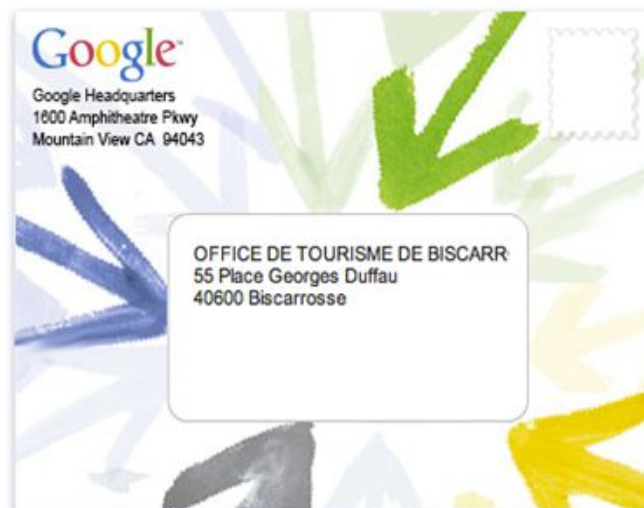 Google™
Google Headquarters
1600 Amphitheatre Pkwy
Mountain View CA 94043
OFFICE DE TOURISME DE BISCARR
55 Place Georges Duffau
40600 Biscarrosse